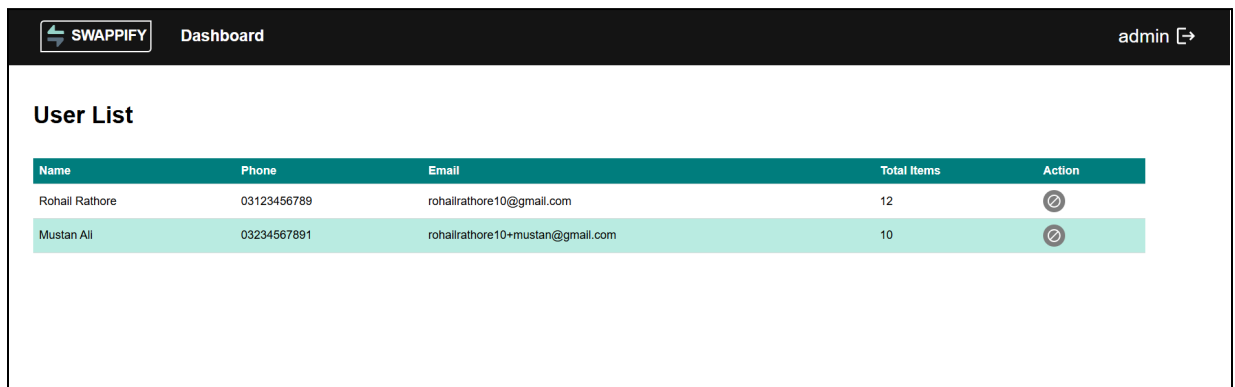 SWAPPIFY Dashboard admin
User List
Name Phone Email Total Items Action
Rohail Rathore 03123456789 rohailrathore10@gmail.com 12
Mustan Ali 03234567891 rohailrathore10+mustan@gmail.com 10